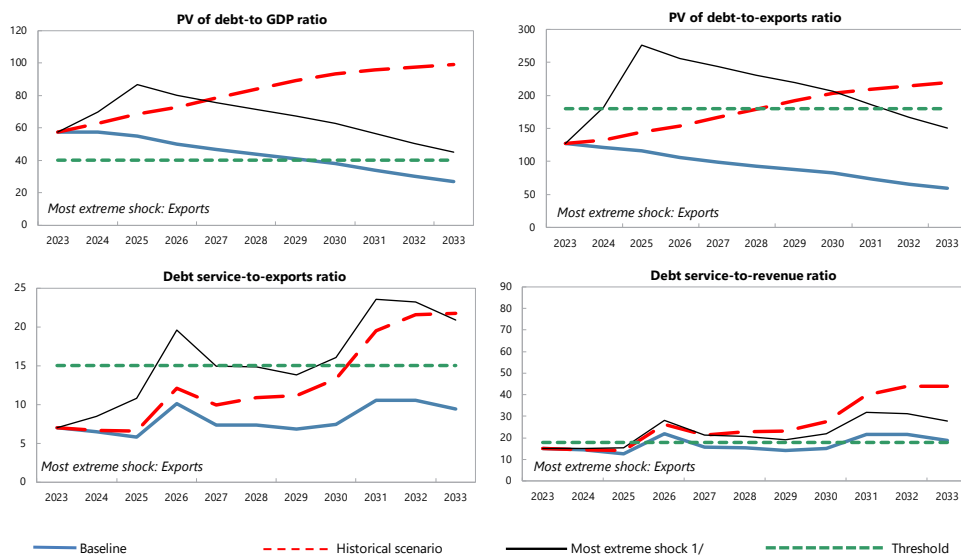 PV of debt-to GDP ratio
120
100
80
60
40
20
0
Most extreme shock: Exports
2023 2024 2025 2026 2027 2028 2029 2030 2031 2032 2033
PV of debt-to-exports ratio
300
250
200
150
100
50
0
Most extreme shock: Exports
2023 2024 2025 2026 2027 2028 2029 2030 2031 2032 2033
Debt service-to-exports ratio
25
20
15
10
5
0
Most extreme shock: Exports
2023 2024 2025 2026 2027 2028 2029 2030 2031 2032 2033
Debt service-to-revenue ratio
90
80
70
60
50
40
30
20
10
0
Most extreme shock: Exports
2023 2024 2025 2026 2027 2028 2029 2030 2031 2032 2033
Baseline Historical scenario Most extreme shock 1/ Threshold